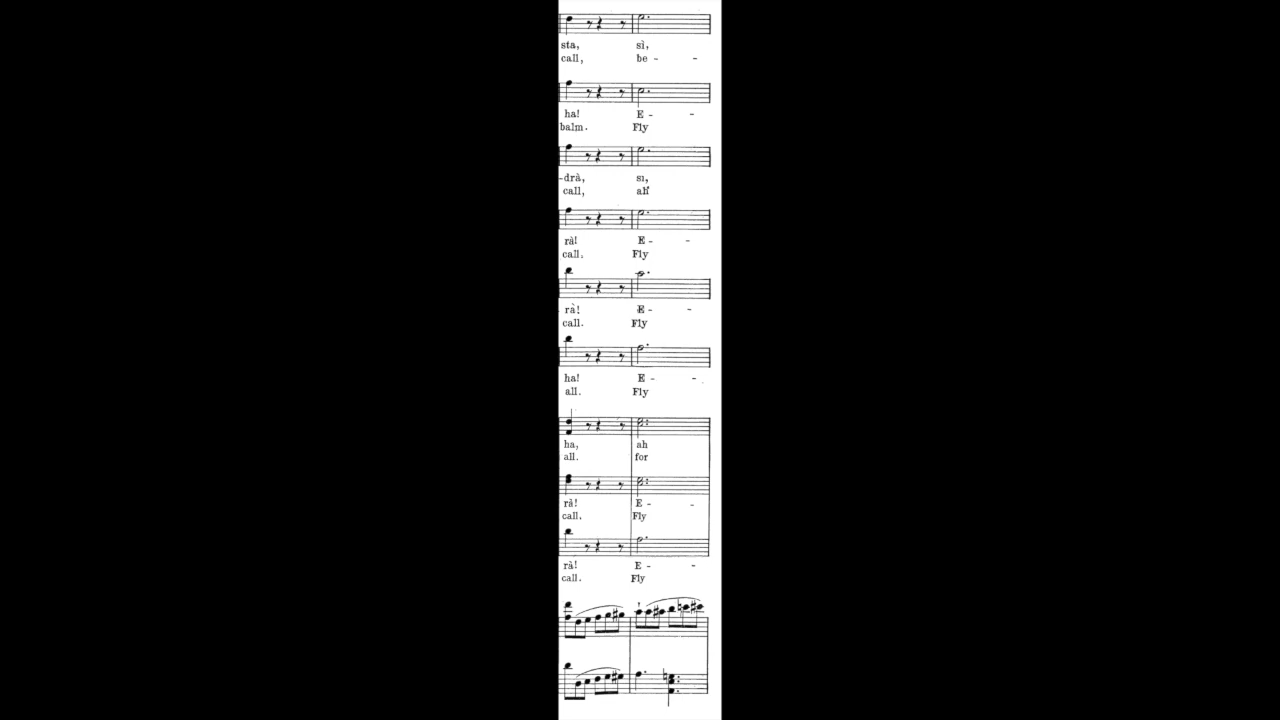 sta, sì,
call, be - -
ha! E - -
balm. Fly
-drà, sì,
call, ah
rà! E - -
call. Fly
rà! E - -
call. Fly
ha! E - -
all. Fly
ha, ah
all. for
rà! E - -
call. Fly
rà! E - -
call. Fly